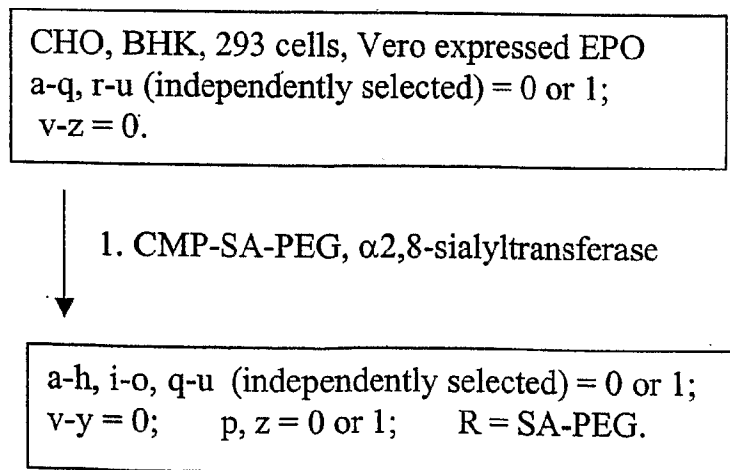 CHO, BHK, 293 cells, Vero expressed EPO
a-q, r-u (independently selected) = 0 or 1;
v-z = 0.
1. CMP-SA-PEG, α2,8-sialyltransferase
a-h, i-o, q-u (independently selected) = 0 or 1;
v-y = 0; p, z = 0 or 1; R = SA-PEG.